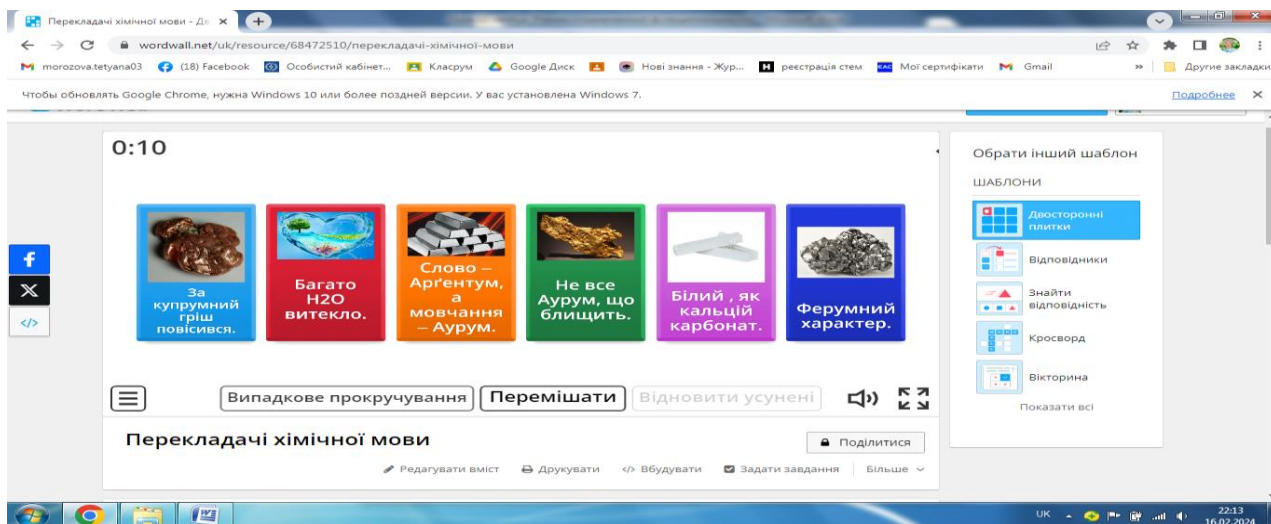 Перекладачі хімічної мови - Дв
wordwall.net/uk/resource/68472510/перекладачі-хімічної-мови
morozova.tetyana03 (18) Facebook Особистий кабінет... Класрум Google Диск Нові знання - Жур... реєстрація стем Мої сертифікати Gmail » Другие закладки
Чтобы обновлять Google Chrome, нужна Windows 10 или более поздней версии. У вас установлена Windows 7. Подробнее
0:10
За
купрумний
гріш
повісився.
Багато
H2O
витекло.
Слово –
Арґентум,
а
мовчання
– Аурум.
Не все
Аурум, що
блищить.
Білий , як
кальцій
карбонат.
Ферумний
характер.
Випадкове прокручування Перемішати Відновити усунені
Перекладачі хімічної мови
Поділитися
Редагувати вміст Друкувати </> Вбудувати Задати завдання Більше
Обрати інший шаблон
ШАБЛОНИ
Двосторонні
плитки
Відповідники
Знайти
відповідність
Кросворд
Вікторина
Показати всі
UK
22:13
16.02.2024